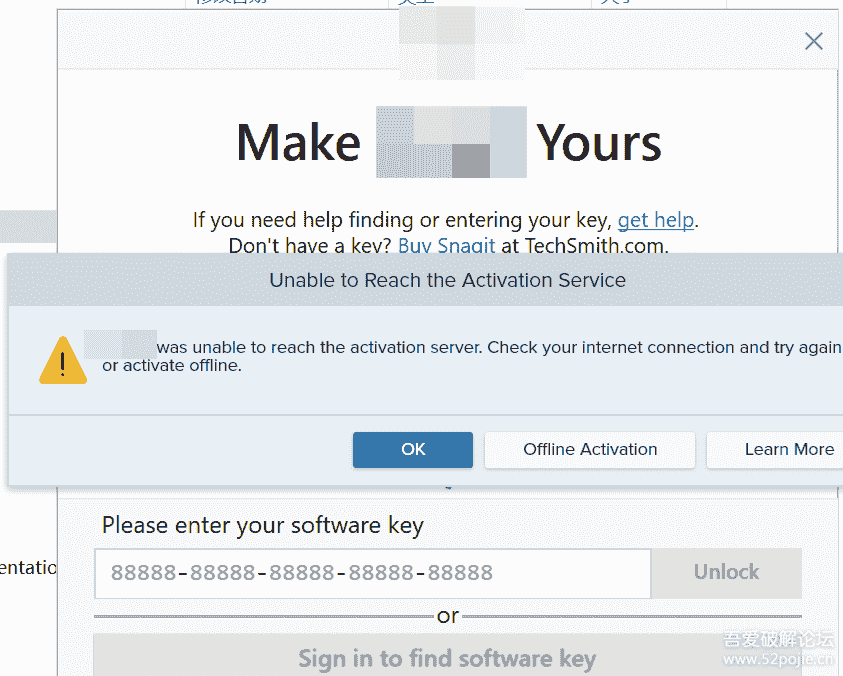 Make Yours
If you need help finding or entering your key, get help.
Don't have a key? Buy Snagit at TechSmith.com.
Unable to Reach the Activation Service
was unable to reach the activation server. Check your internet connection and try again
or activate offline.
OK
Offline Activation
Learn More
Please enter your software key
entatio
88888-88888-88888-88888-88888
Unlock
or
Sign in to find software key
吾爱破解论坛
www.52pojie.cn